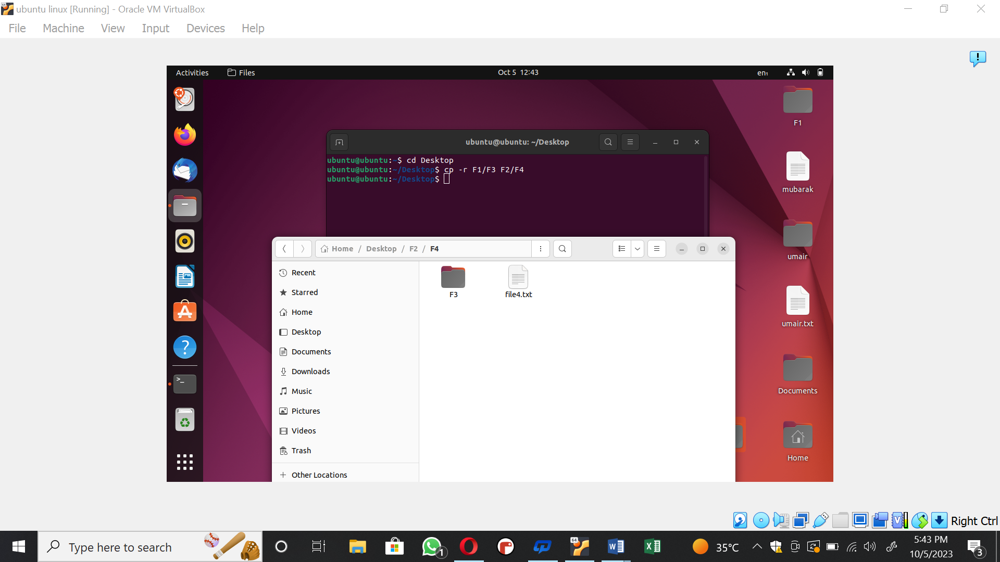 ubuntu linux [Running] - Oracle VM VirtualBox
File Machine View Input Devices Help
Activities Files Oct 5 12:43 en₁
F1
mubarak
umair
umair.txt
Documents
Home
ubuntu@ubuntu: ~/Desktop
ubuntu@ubuntu:~$ cd Desktop
ubuntu@ubuntu:~/Desktop$ cp -r F1/F3 F2/F4
ubuntu@ubuntu:~/Desktop$
Home / Desktop / F2 / F4
Recent
Starred
Home
Desktop
Documents
Downloads
Music
Pictures
Videos
Trash
Other Locations
F3
file4.txt
Right Ctrl
Type here to search
1
64
35°C
5:43 PM
10/5/2023
3